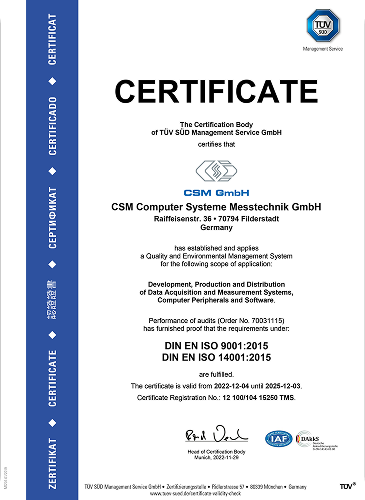 TÜV
SÜD
Management Service
CERTIFICATE
The Certification Body
of TÜV SÜD Management Service GmbH
certifies that
CSM GmbH
CSM Computer Systeme Messtechnik GmbH
Raiffeisenstr. 36 • 70794 Filderstadt
Germany
has established and applies
a Quality and Environmental Management System
for the following scope of application:
Development, Production and Distribution
of Data Acquisition and Measurement Systems,
Computer Peripherals and Software.
Performance of audits (Order No. 70031115)
has furnished proof that the requirements under:
DIN EN ISO 9001:2015
DIN EN ISO 14001:2015
are fulfilled.
The certificate is valid from 2022-12-04 until 2025-12-03.
Certificate Registration No.: 12 100/104 15250 TMS.
Head of Certification Body
Munich, 2022-11-29
IAF
DAkkS
TÜV SÜD Management Service GmbH • Zertifizierungsstelle • Ridlerstrasse 57 • 80339 München • Germany
www.tuev-sued.de/certificate-validity-check
TÜV®
ZERTIFIKAT ◆ CERTIFICATE ◆ 認證證書 ◆ СЕРТИФИКАТ ◆ CERTIFICADO ◆ CERTIFICAT